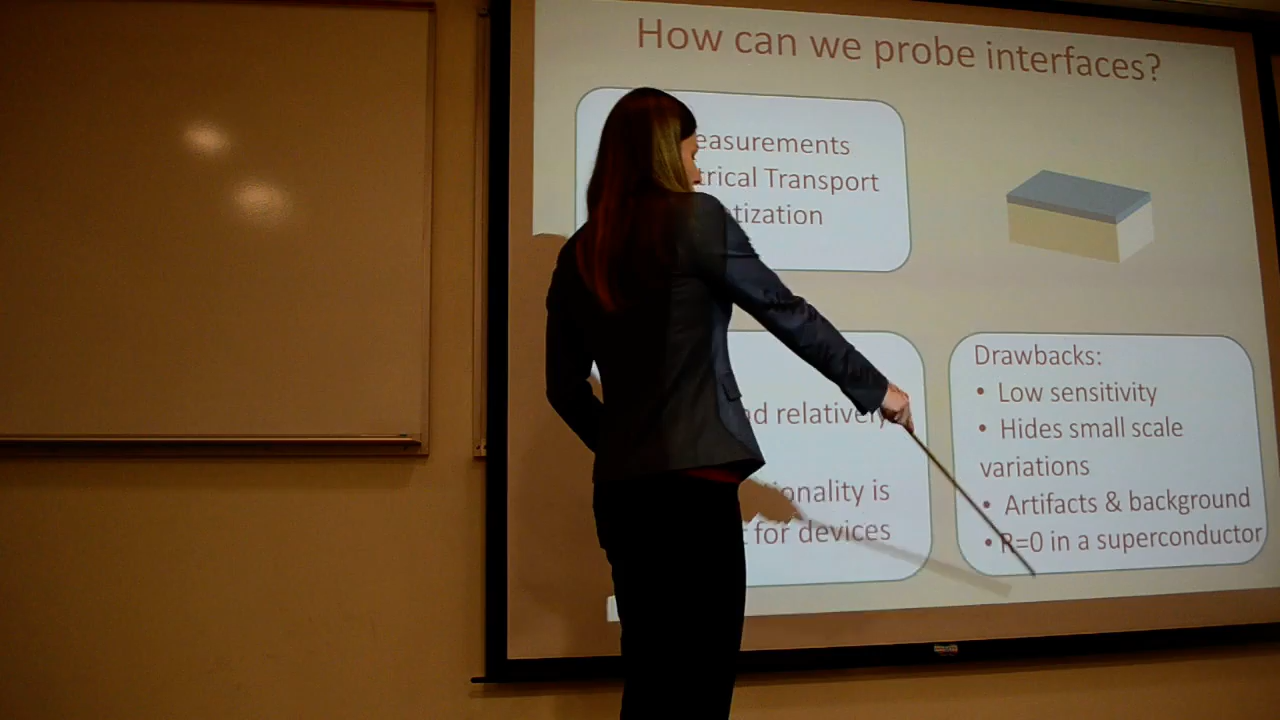 How can we probe interfaces?
easurements
trical Transport
tization
d relatively
onality is
for devices
Drawbacks:
• Low sensitivity
• Hides small scale
variations
• Artifacts & background
• R=0 in a superconductor